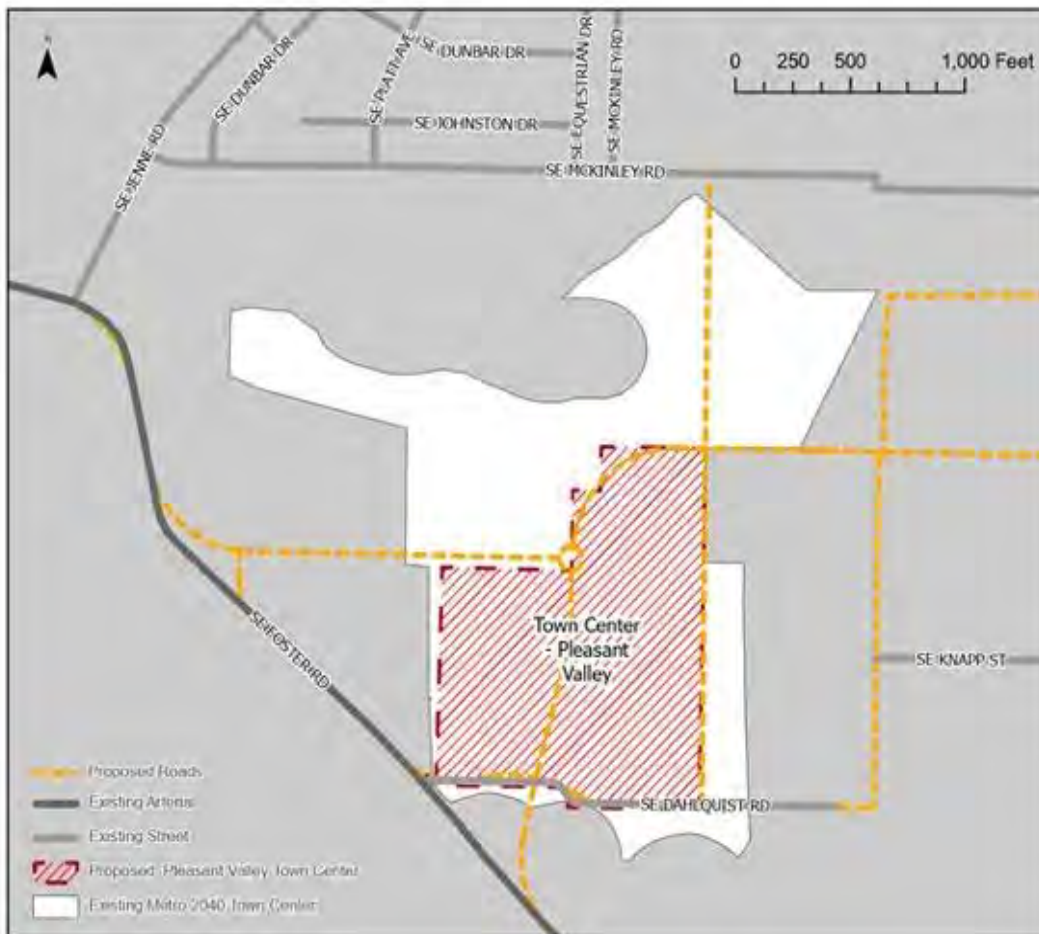 N
SE DUNBAR DR
SE PLATT AVE
SE DUNBAR DR
SE EQUESTRIAN DR
SE MCKINLEY RD
0 250 500 1,000 Feet
SE JENNE RD
SE JOHNSTON DR
SE MCKINLEY RD
Town Center
- Pleasant
Valley
SE FOSTER RD
SE KNAPP ST
SE DAHLQUIST RD
Proposed Roads
Existing Arterial
Existing Street
Proposed Pleasant Valley Town Center
Existing Metro 2040 Town Center